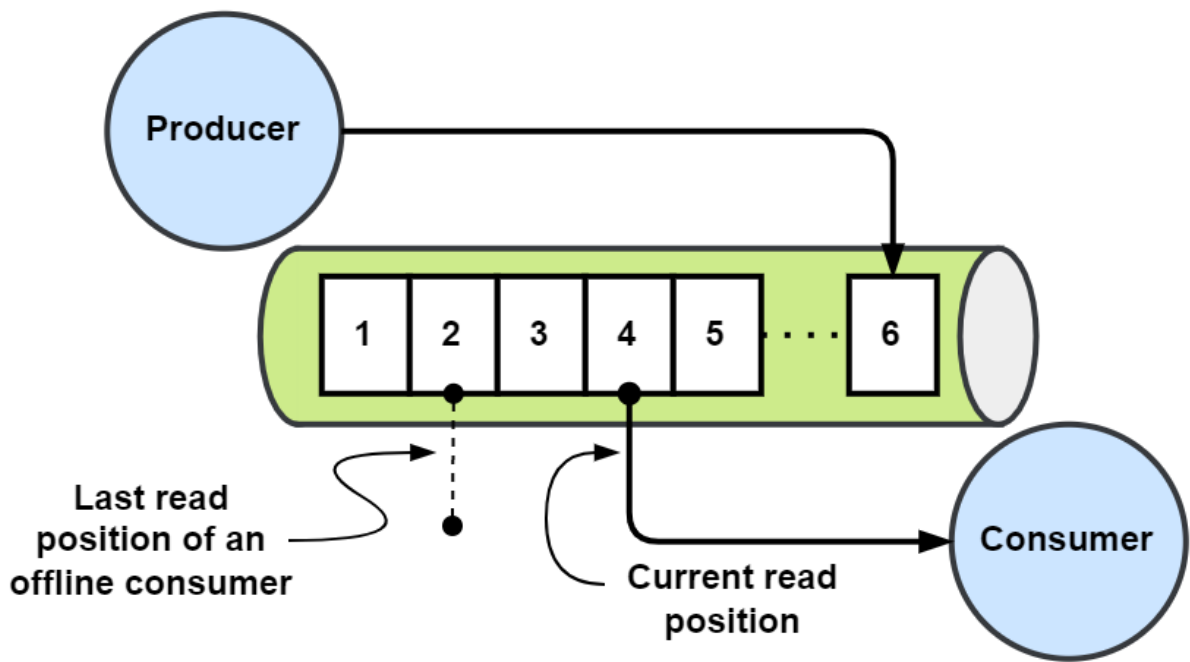 Producer
1 2 3 4 5 .... 6
Last read
position of an
offline consumer
Current read
position
Consumer